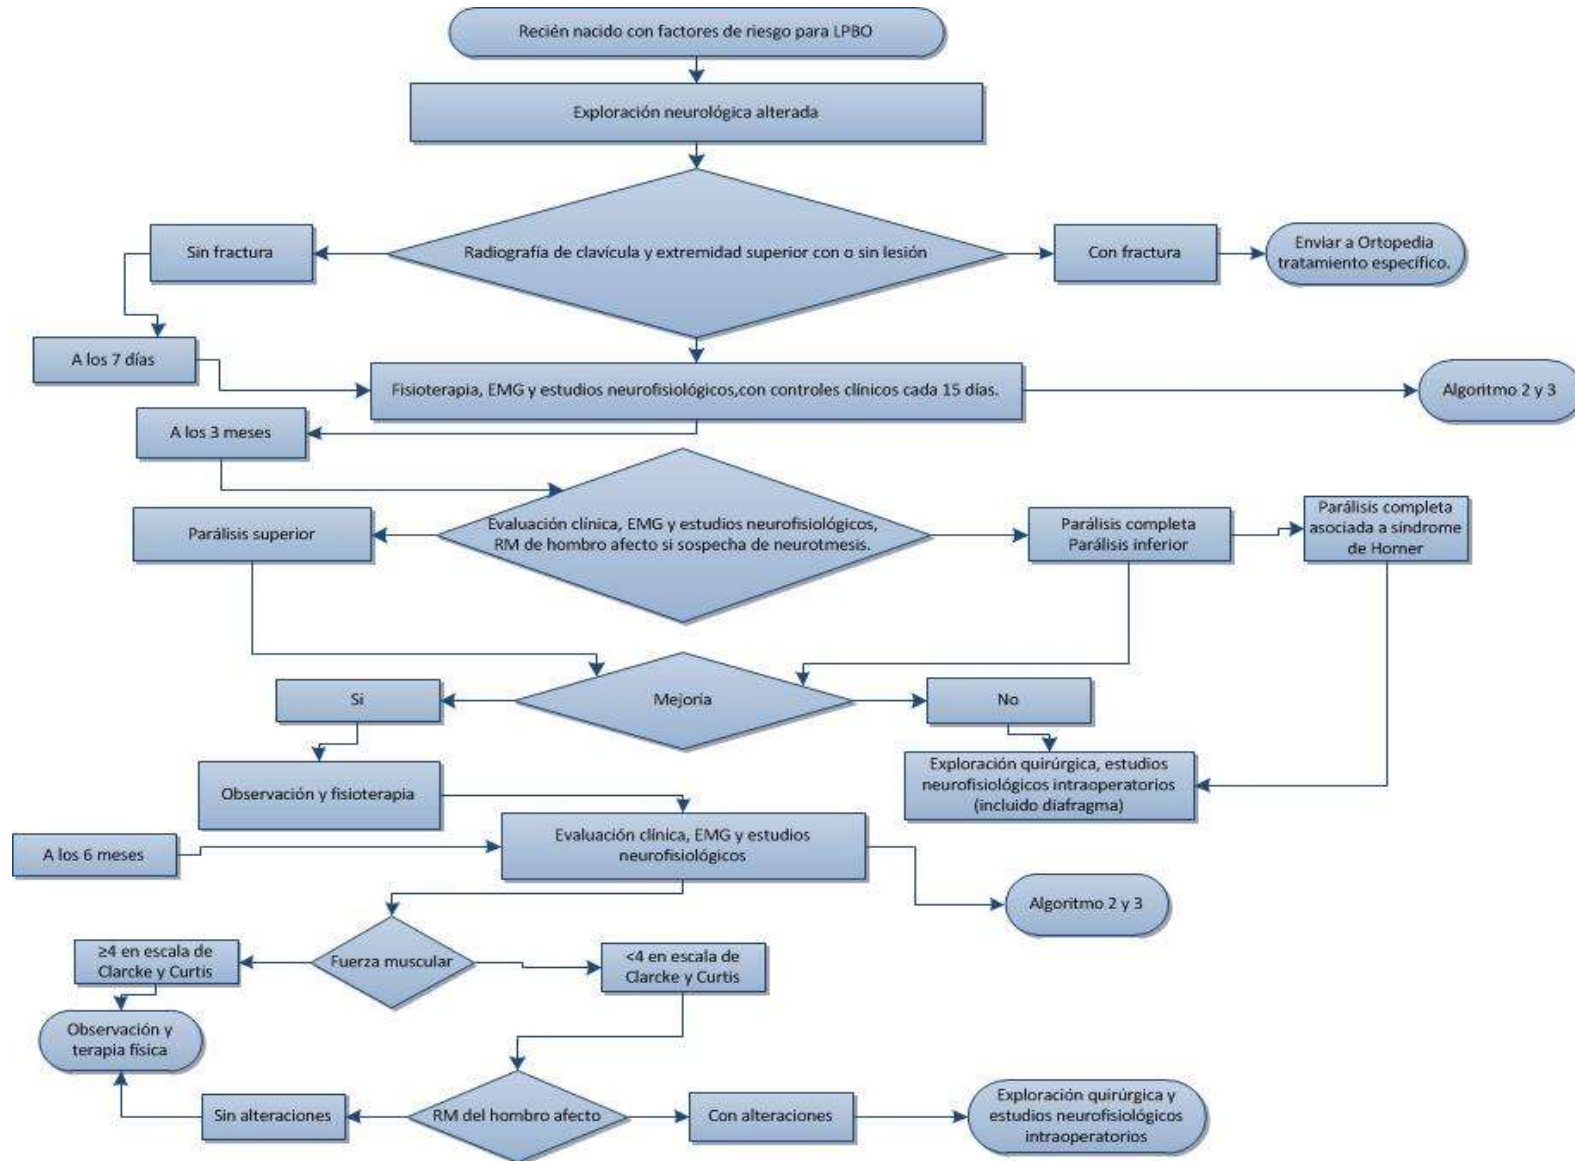 Recién nacido con factores de riesgo para LPBO
Exploración neurológica alterada
Sin fractura
Radiografía de clavícula y extremidad superior con o sin lesión
Con fractura
Enviar a Ortopedia
tratamiento específico.
A los 7 días
Fisioterapia, EMG y estudios neurofisiológicos,con controles clínicos cada 15 días.
Algoritmo 2 y 3
A los 3 meses
Parálisis superior
Evaluación clínica, EMG y estudios neurofisiológicos,
RM de hombro afecto si sospecha de neurotmesis.
Parálisis completa
Parálisis inferior
Parálisis completa
asociada a síndrome
de Horner
Si
Mejoria
No
Observación y fisioterapia
Exploración quirúrgica, estudios
neurofisiológicos intraoperatorios
(incluido diafragma)
A los 6 meses
Evaluación clínica, EMG y estudios
neurofisiológicos
Algoritmo 2 y 3
≥4 en escala de
Clarcke y Curtis
Fuerza muscular
<4 en escala de
Clarcke y Curtis
Observación y
terapia física
Sin alteraciones
RM del hombro afecto
Con alteraciones
Exploración quirúrgica y
estudios neurofisiológicos
intraoperatorios